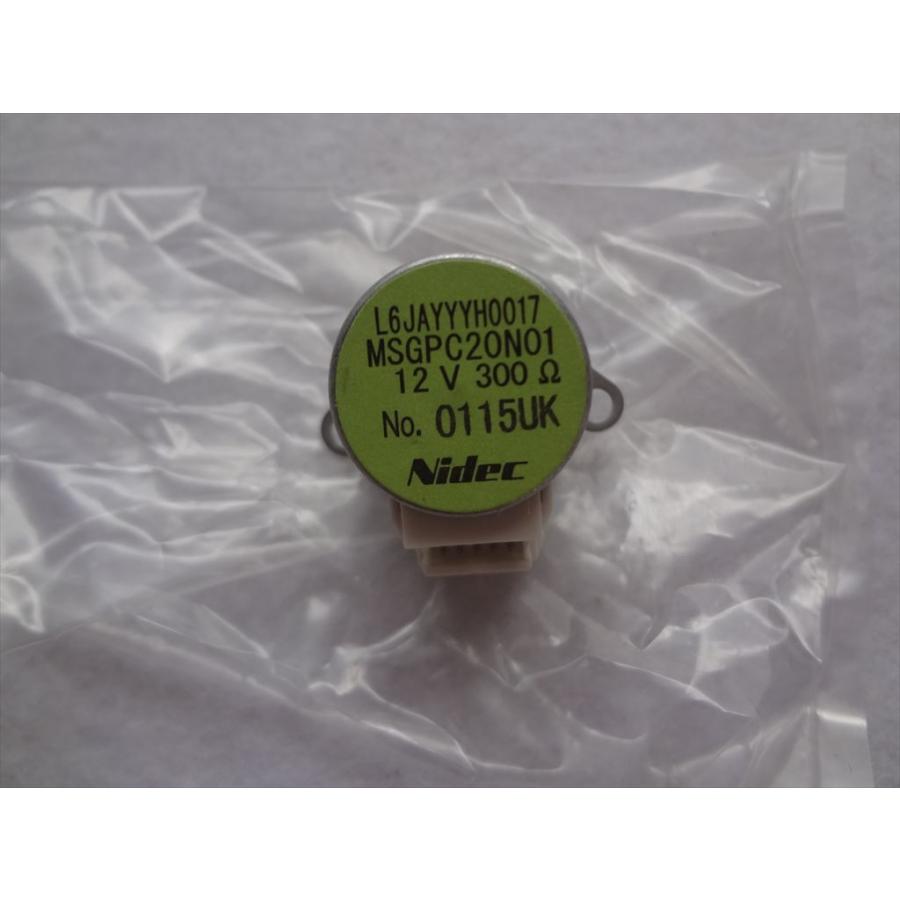 L6JAYYYH0017
MSGPC20N01
12 V 300 Ω
No. 0115UK
Nidec